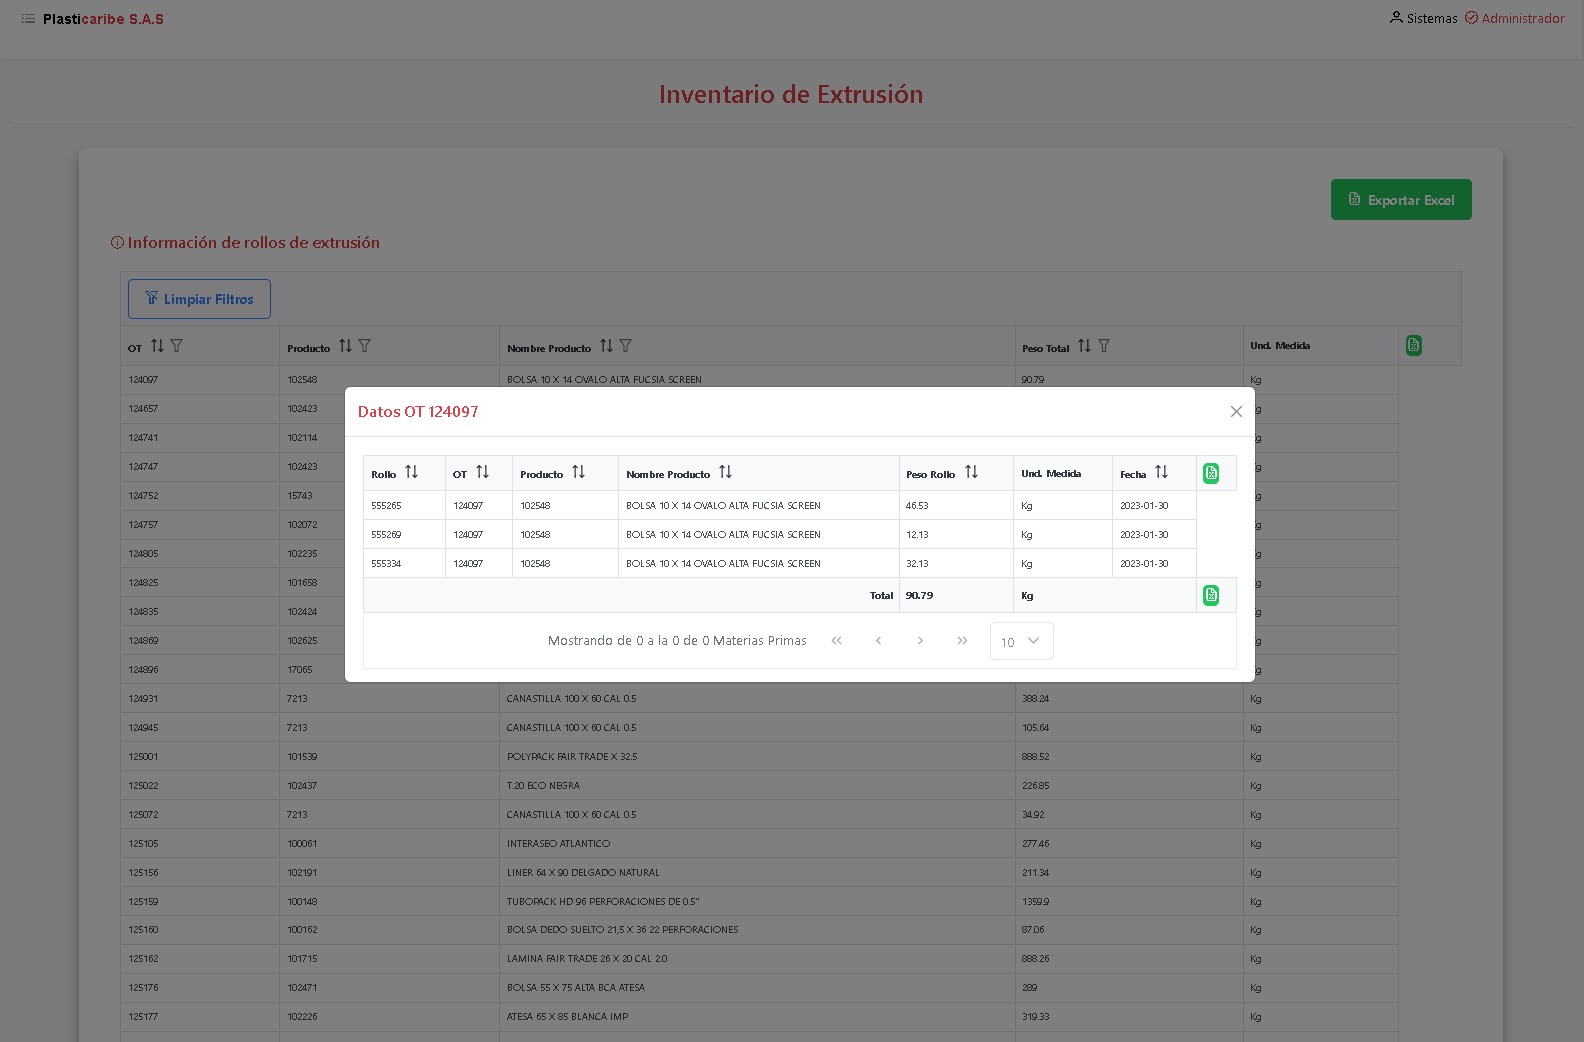 Plasticaribe S.A.S
Sistemas Administrador
Inventario de Extrusión
Exportar Excel
Información de rollos de extrusión
Limpiar Filtros
OT Producto Nombre Producto Peso Total Und. Medida
124097 102548 BOLSA 10 X 14 OVALO ALTA FUCSIA SCREEN 90.79 Kg
124657 102423
124741 102114
124747 102423
124752 15743
124757 102072
124805 102235
124825 101658
124835 102424
124869 102625
124896 17065
Datos OT 124097
Rollo OT Producto Nombre Producto Peso Rollo Und. Medida Fecha
555265 124097 102548 BOLSA 10 X 14 OVALO ALTA FUCSIA SCREEN 46.53 Kg 2023-01-30
555269 124097 102548 BOLSA 10 X 14 OVALO ALTA FUCSIA SCREEN 12.13 Kg 2023-01-30
555334 124097 102548 BOLSA 10 X 14 OVALO ALTA FUCSIA SCREEN 32.13 Kg 2023-01-30
Total 90.79 Kg
Mostrando de 0 a la 0 de 0 Materias Primas « ‹ › » 10
124931 7213 CANASTILLA 100 X 60 CAL 0.5 388.24 Kg
124945 7213 CANASTILLA 100 X 60 CAL 0.5 105.64 Kg
125001 101539 POLYPACK FAIR TRADE X 32.5 888.52 Kg
125022 102437 T.20 ECO NEGRA 226.85 Kg
125072 7213 CANASTILLA 100 X 60 CAL 0.5 34.92 Kg
125105 100061 INTERASEO ATLANTICO 277.46 Kg
125156 102191 LINER 64 X 90 DELGADO NATURAL 211.34 Kg
125159 100148 TUBOPACK HD 96 PERFORACIONES DE 0.5" 1359.9 Kg
125160 100162 BOLSA DEDO SUELTO 21,5 X 36 22 PERFORACIONES 87.06 Kg
125162 101715 LAMINA FAIR TRADE 26 X 20 CAL 2.0 888.26 Kg
125176 102471 BOLSA 55 X 75 ALTA BCA ATESA 289 Kg
125177 102226 ATESA 65 X 85 BLANCA IMP 319.33 Kg